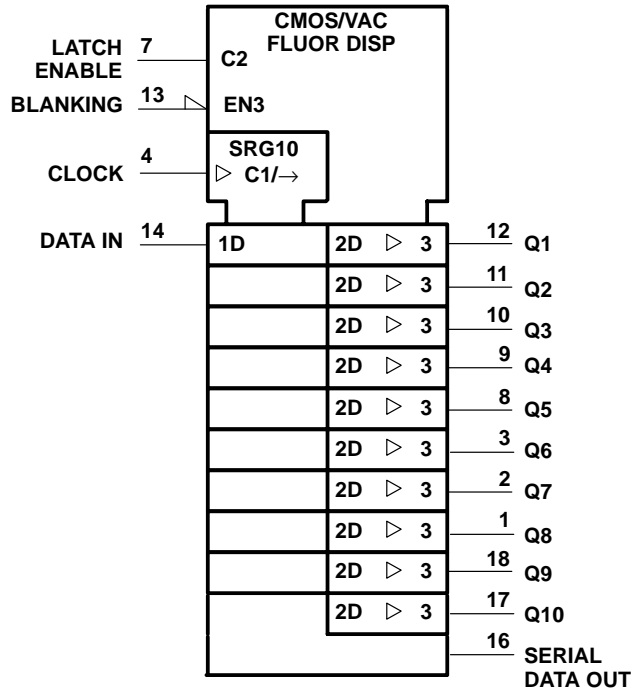 CMOS/VAC
FLUOR DISP
LATCH
ENABLE
7
C2
BLANKING
13
EN3
SRG10
CLOCK
4
C1/→
DATA IN
14
1D
2D ▷ 3
12
Q1
2D ▷ 3
11
Q2
2D ▷ 3
10
Q3
2D ▷ 3
9
Q4
2D ▷ 3
8
Q5
2D ▷ 3
3
Q6
2D ▷ 3
2
Q7
2D ▷ 3
1
Q8
2D ▷ 3
18
Q9
2D ▷ 3
17
Q10
16
SERIAL
DATA OUT